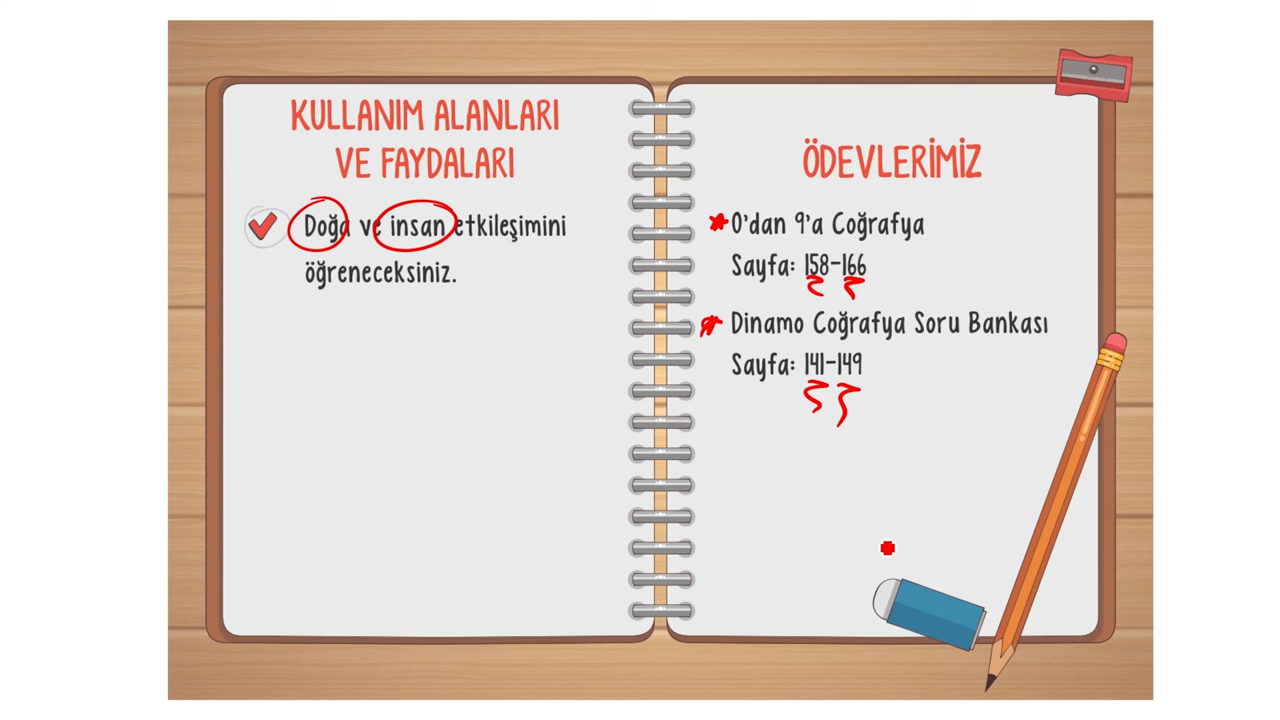 KULLANIM ALANLARI
VE FAYDALARI
Doğa ve insan etkileşimini
öğreneceksiniz.
ÖDEVLERİMİZ
0'dan 9'a Coğrafya
Sayfa: 158-166
Dinamo Coğrafya Soru Bankası
Sayfa: 141-149